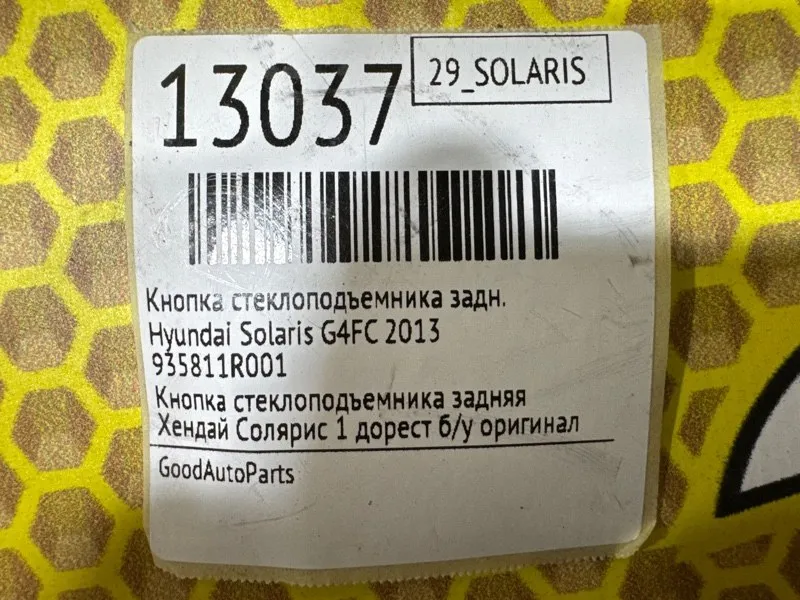 13037
29_SOLARIS
Кнопка стеклоподъемника задн.
Hyundai Solaris G4FC 2013
935811R001
Кнопка стеклоподъемника задняя
Хендай Солярис 1 дорест б/у оригинал
GoodAutoParts